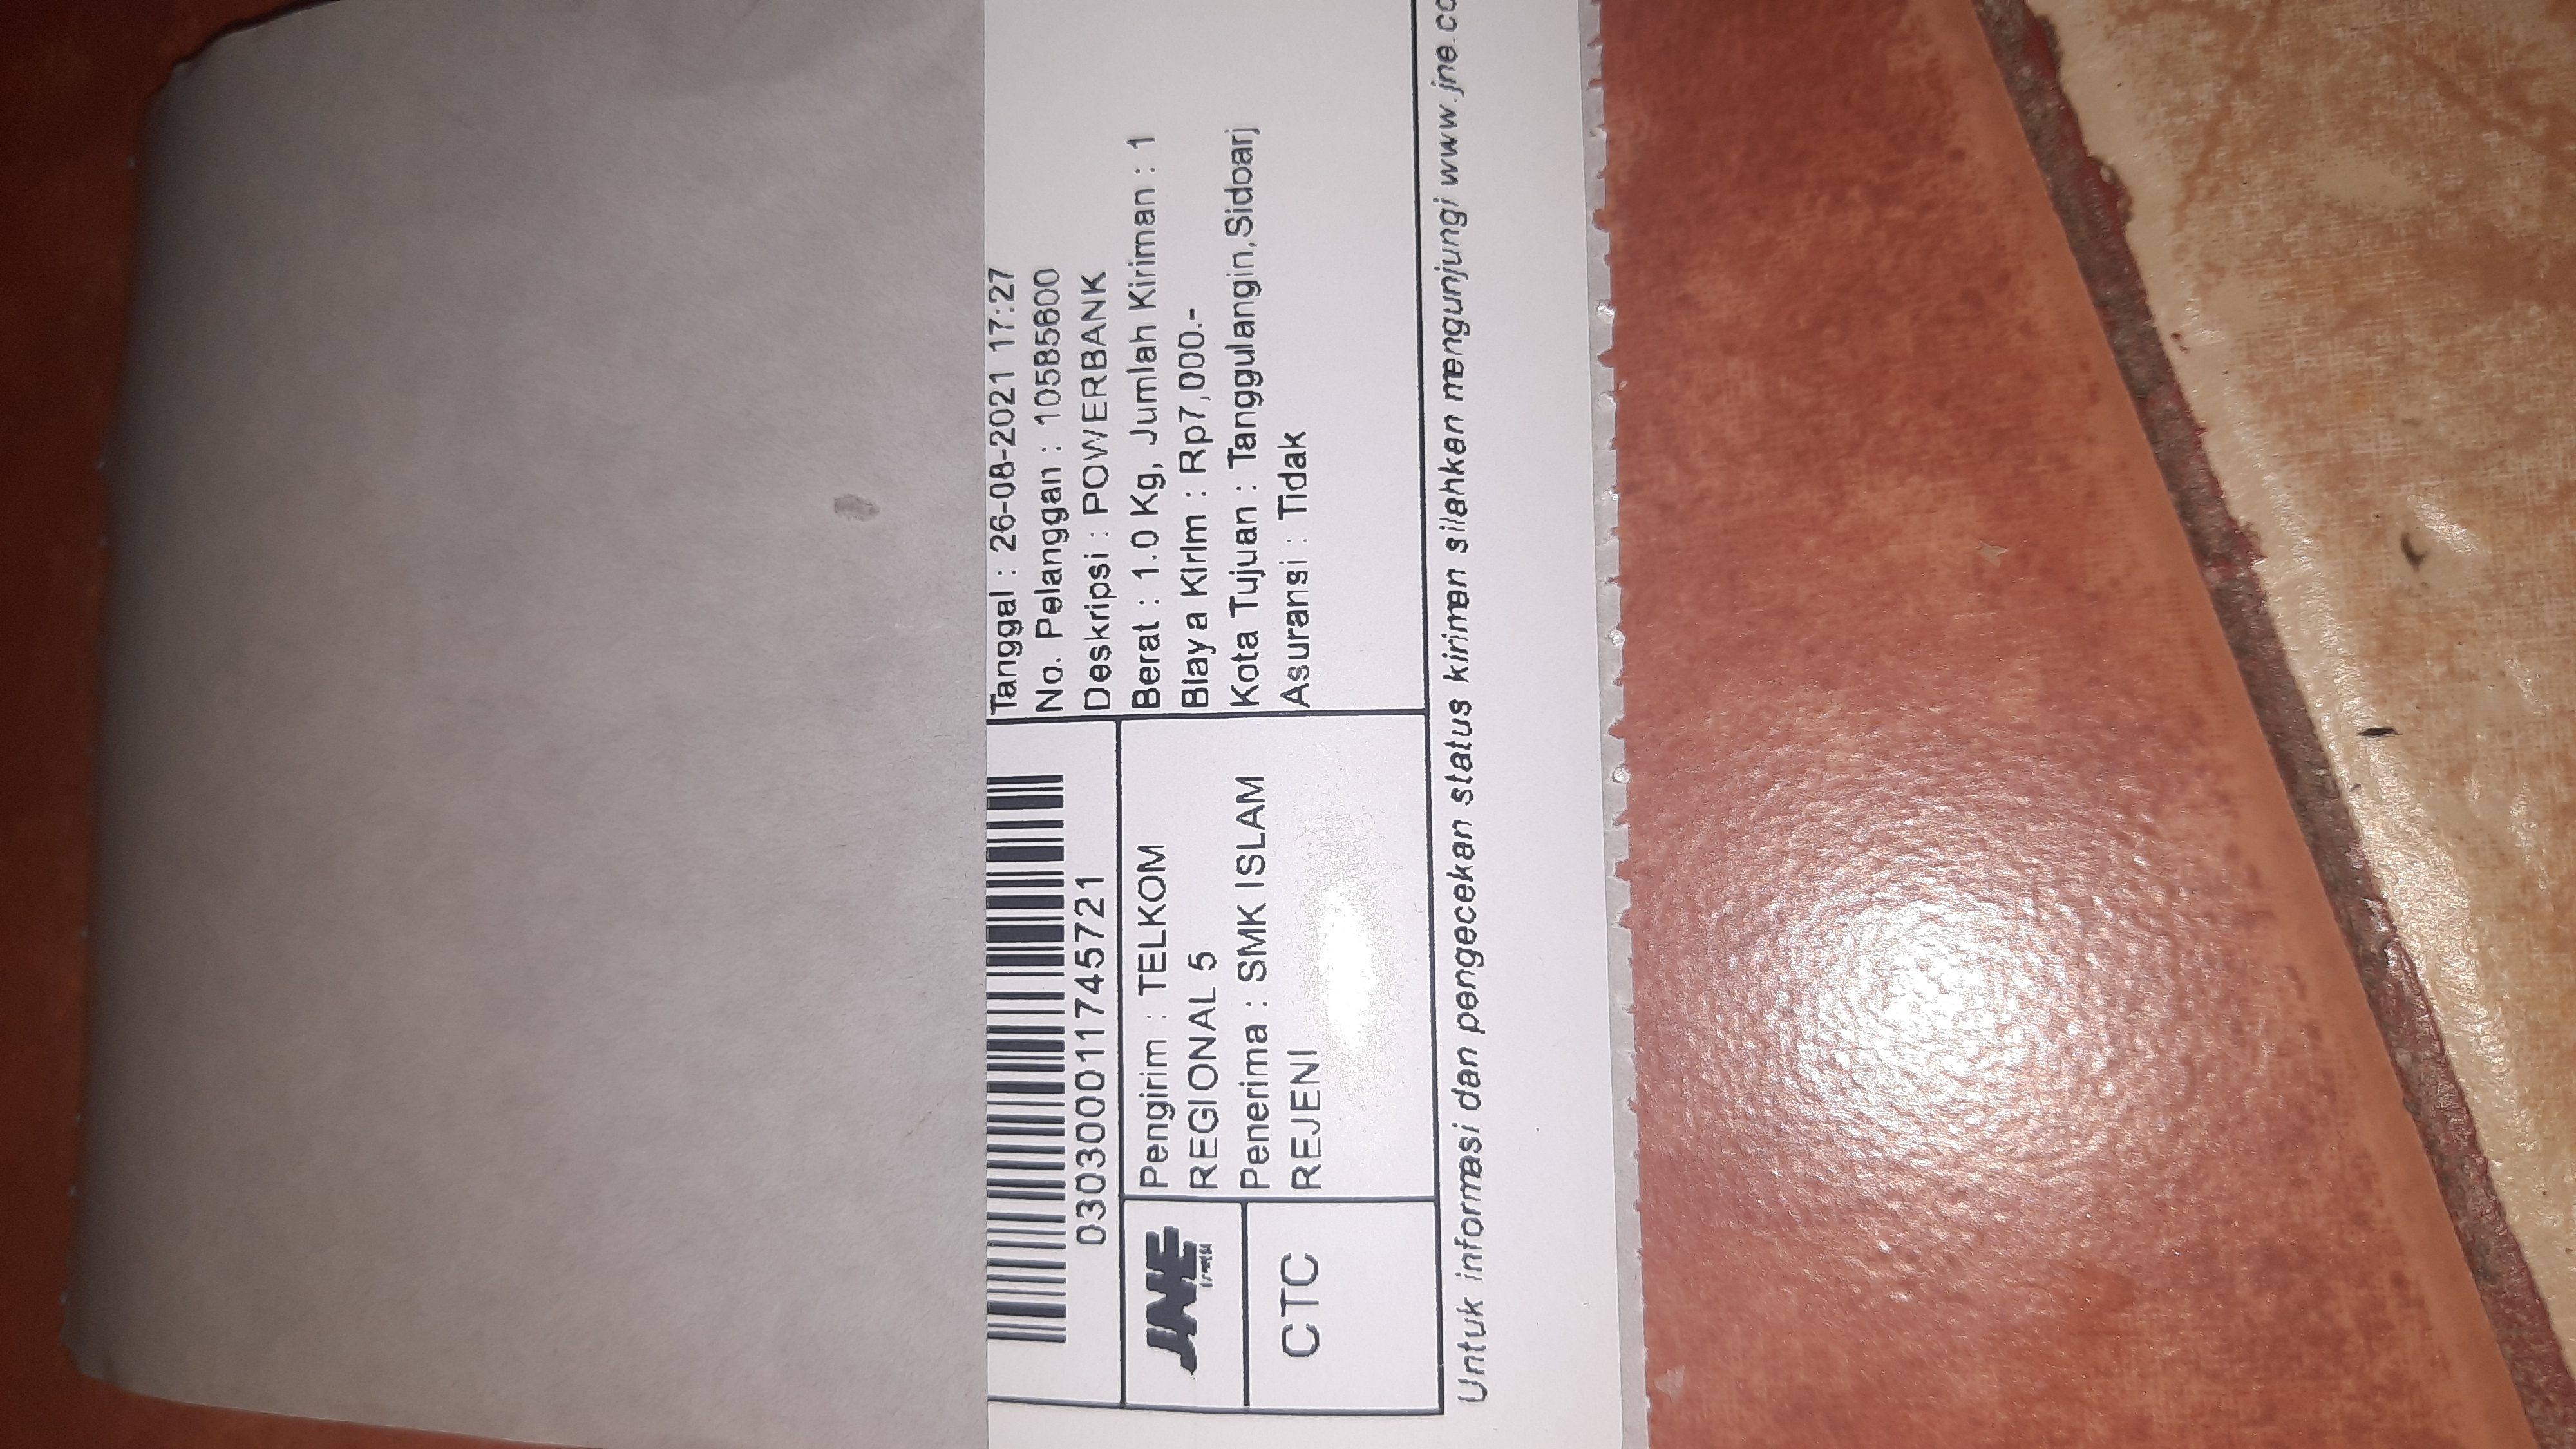 030300011745721
JNE
CTC
Pengirim : TELKOM
REGIONAL 5
Penerima : SMK ISLAM
REJENI
Tanggal : 26-08-2021 17:27
No. Pelanggan : 10585600
Deskripsi : POWERBANK
Berat : 1.0 Kg, Jumlah Kiriman : 1
Biaya Kirim : Rp7,000.-
Kota Tujuan : Tanggulangin,Sidoarj
Asuransi : Tidak
Untuk informasi dan pengecekan status kiriman silahkan mengunjungi www.jne.co